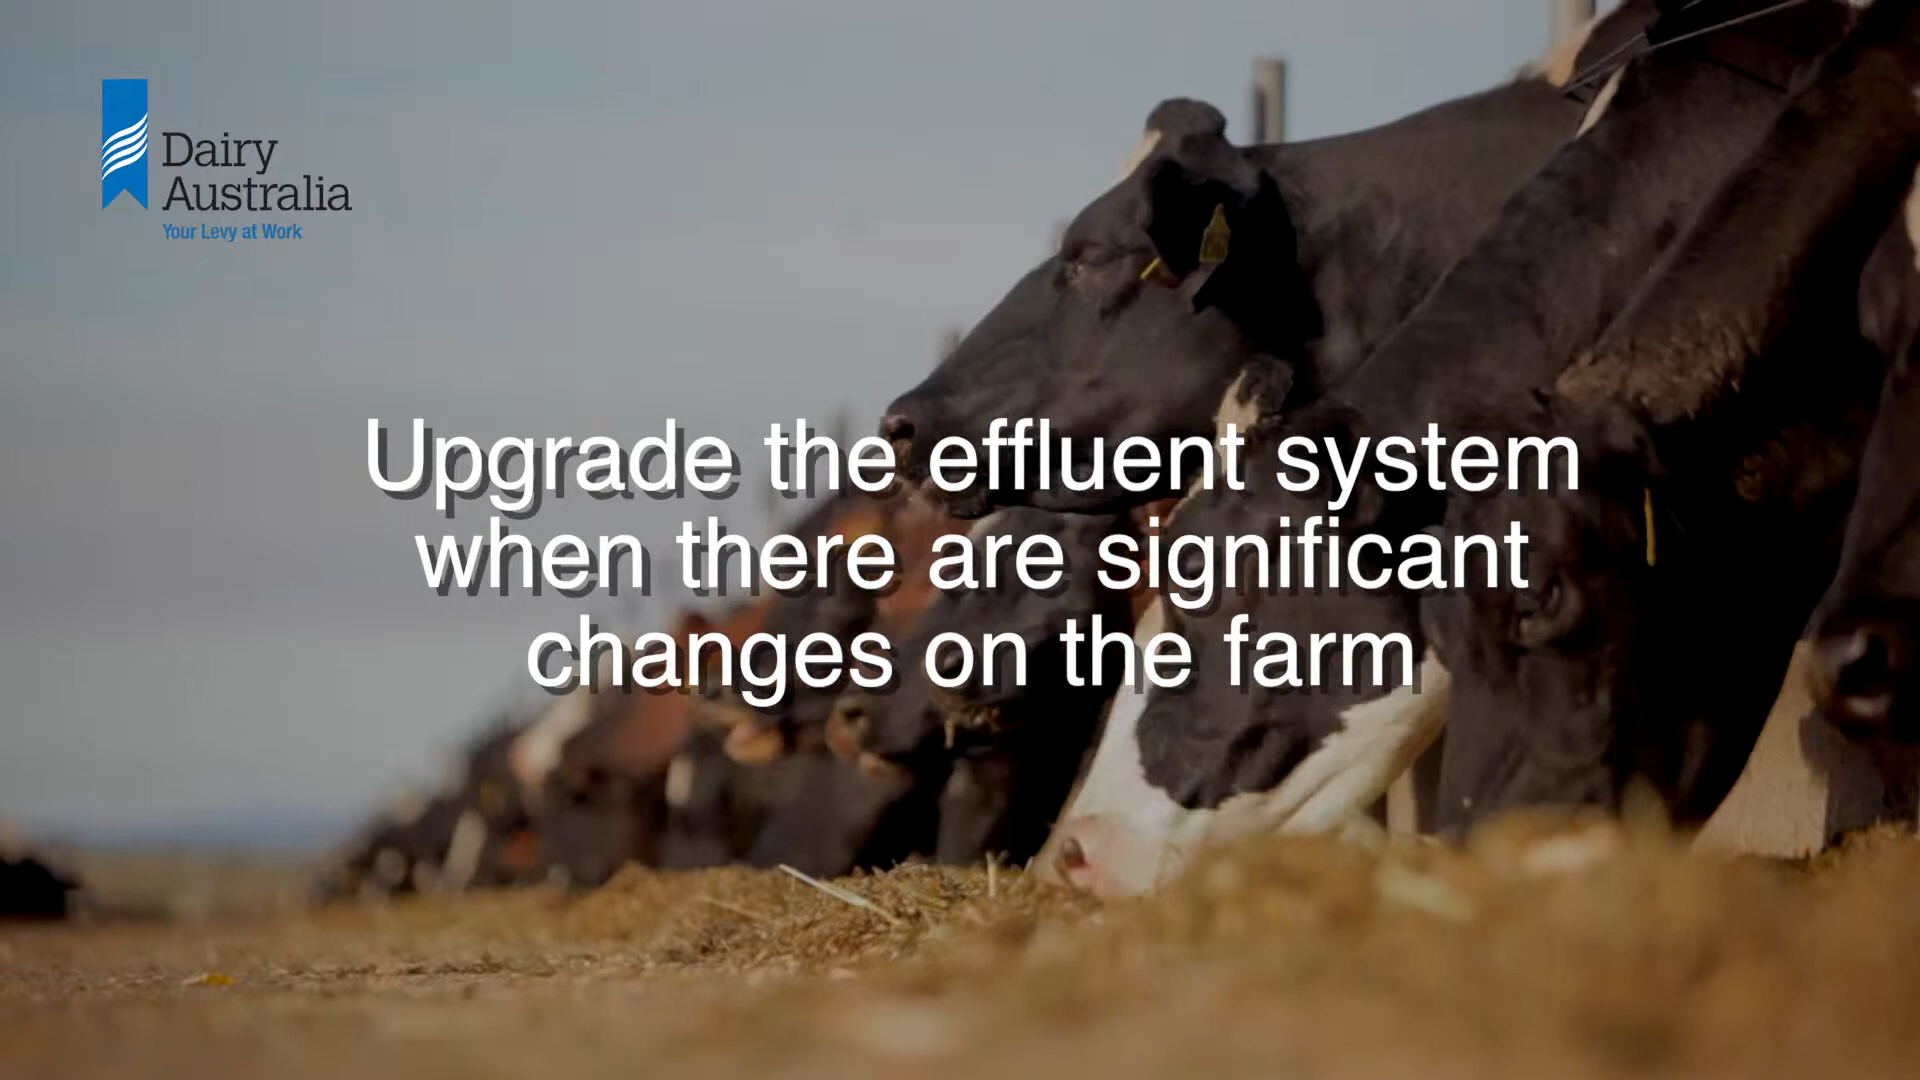 Dairy
Australia
Your Levy at Work
Upgrade the effluent system
when there are significant
changes on the farm